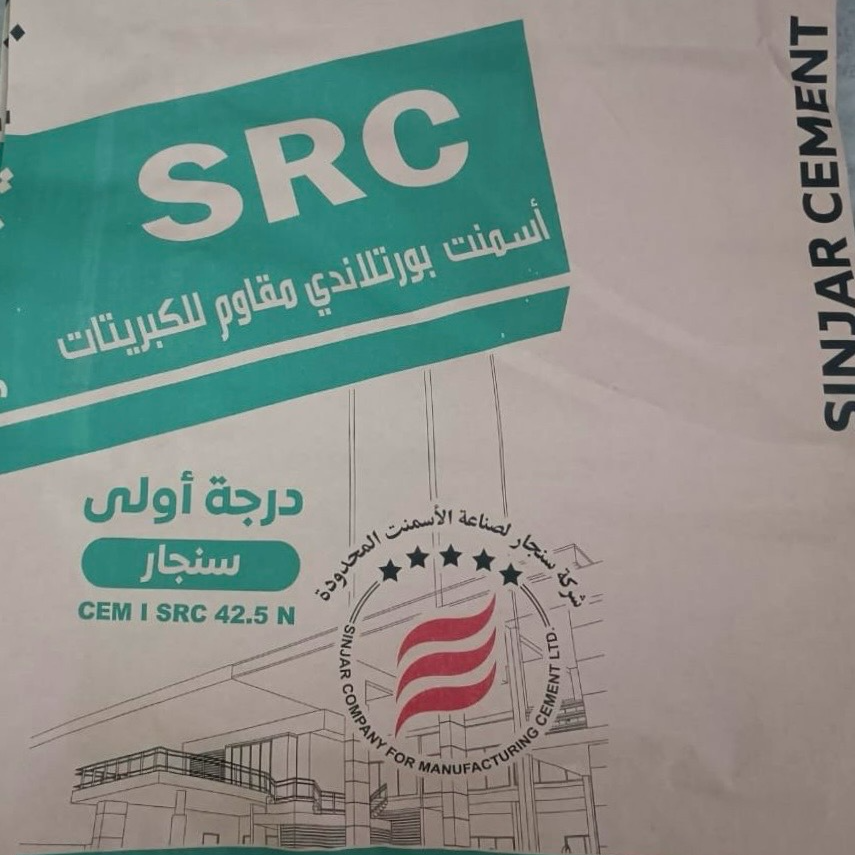 SRC
أسمنت بورتلاندي مقاوم للكبريتات
درجة أولى
سنجار
CEM I SRC 42.5 N
شركة سنجار لصناعة الأسمنت المحدودة
SINJAR COMPANY FOR MANUFACTURING CEMENT LTD.
SINJAR CEMENT